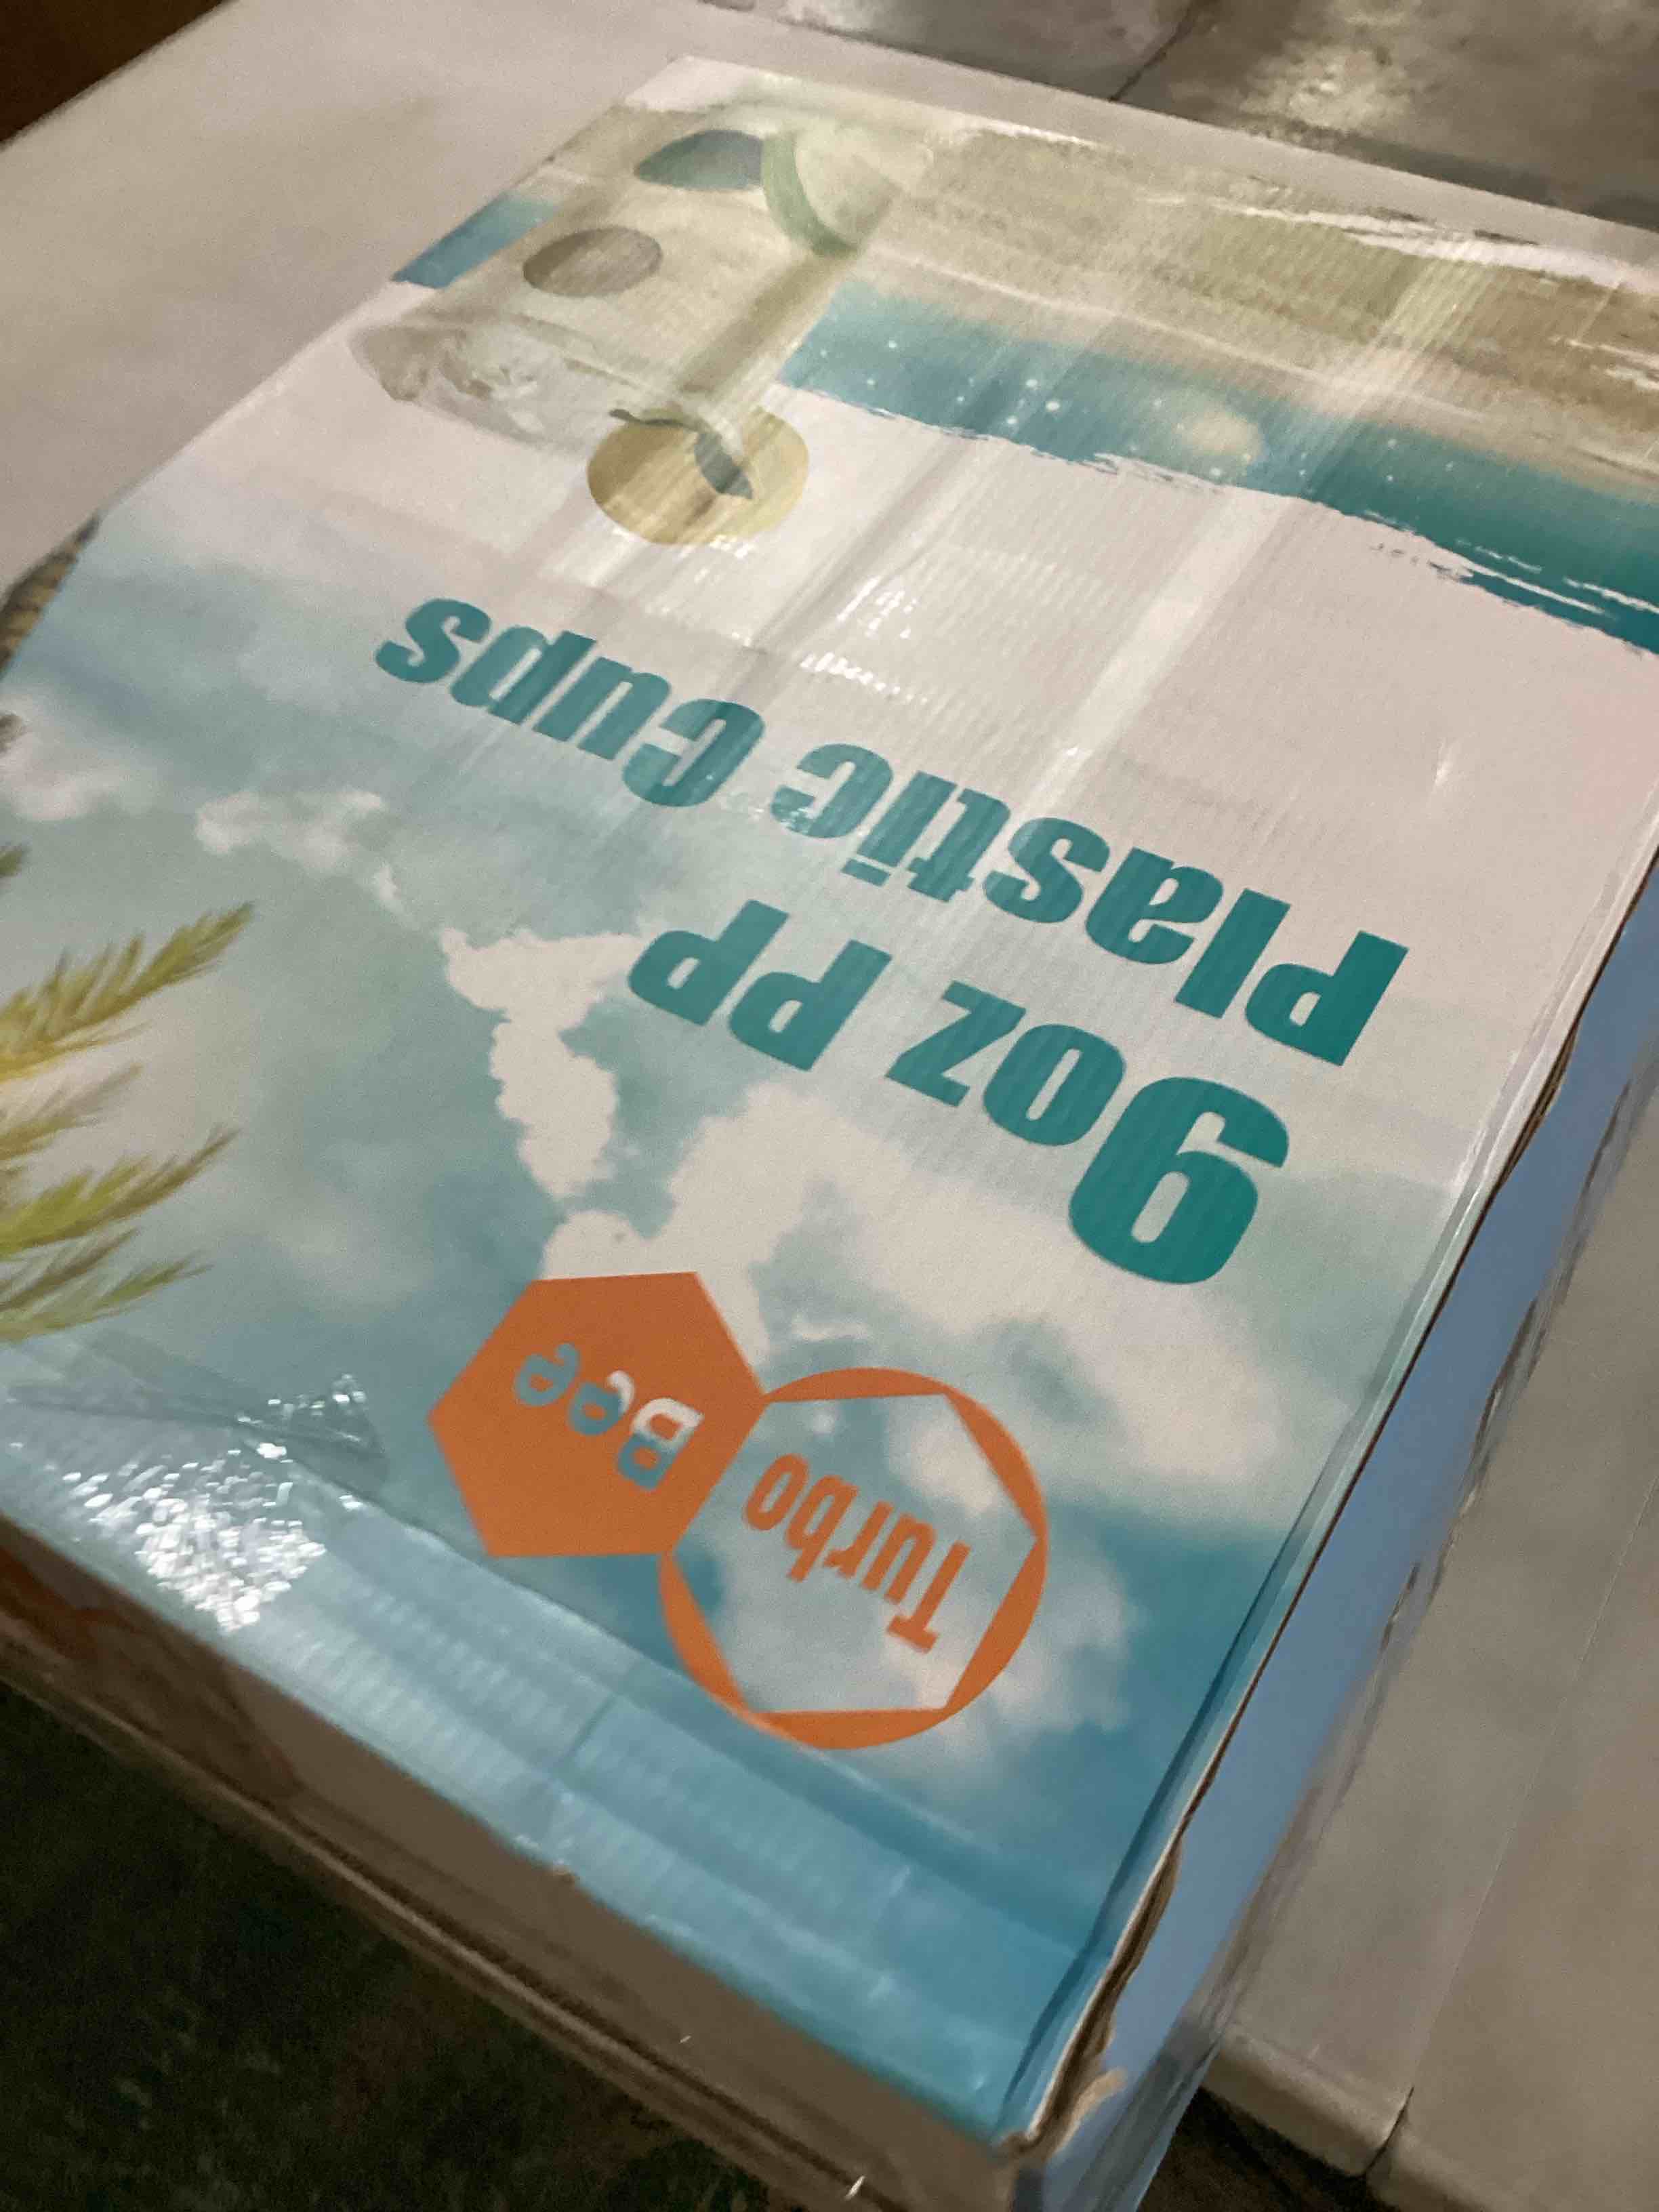 Turbo
Bee
9oz PP
Plastic Cups